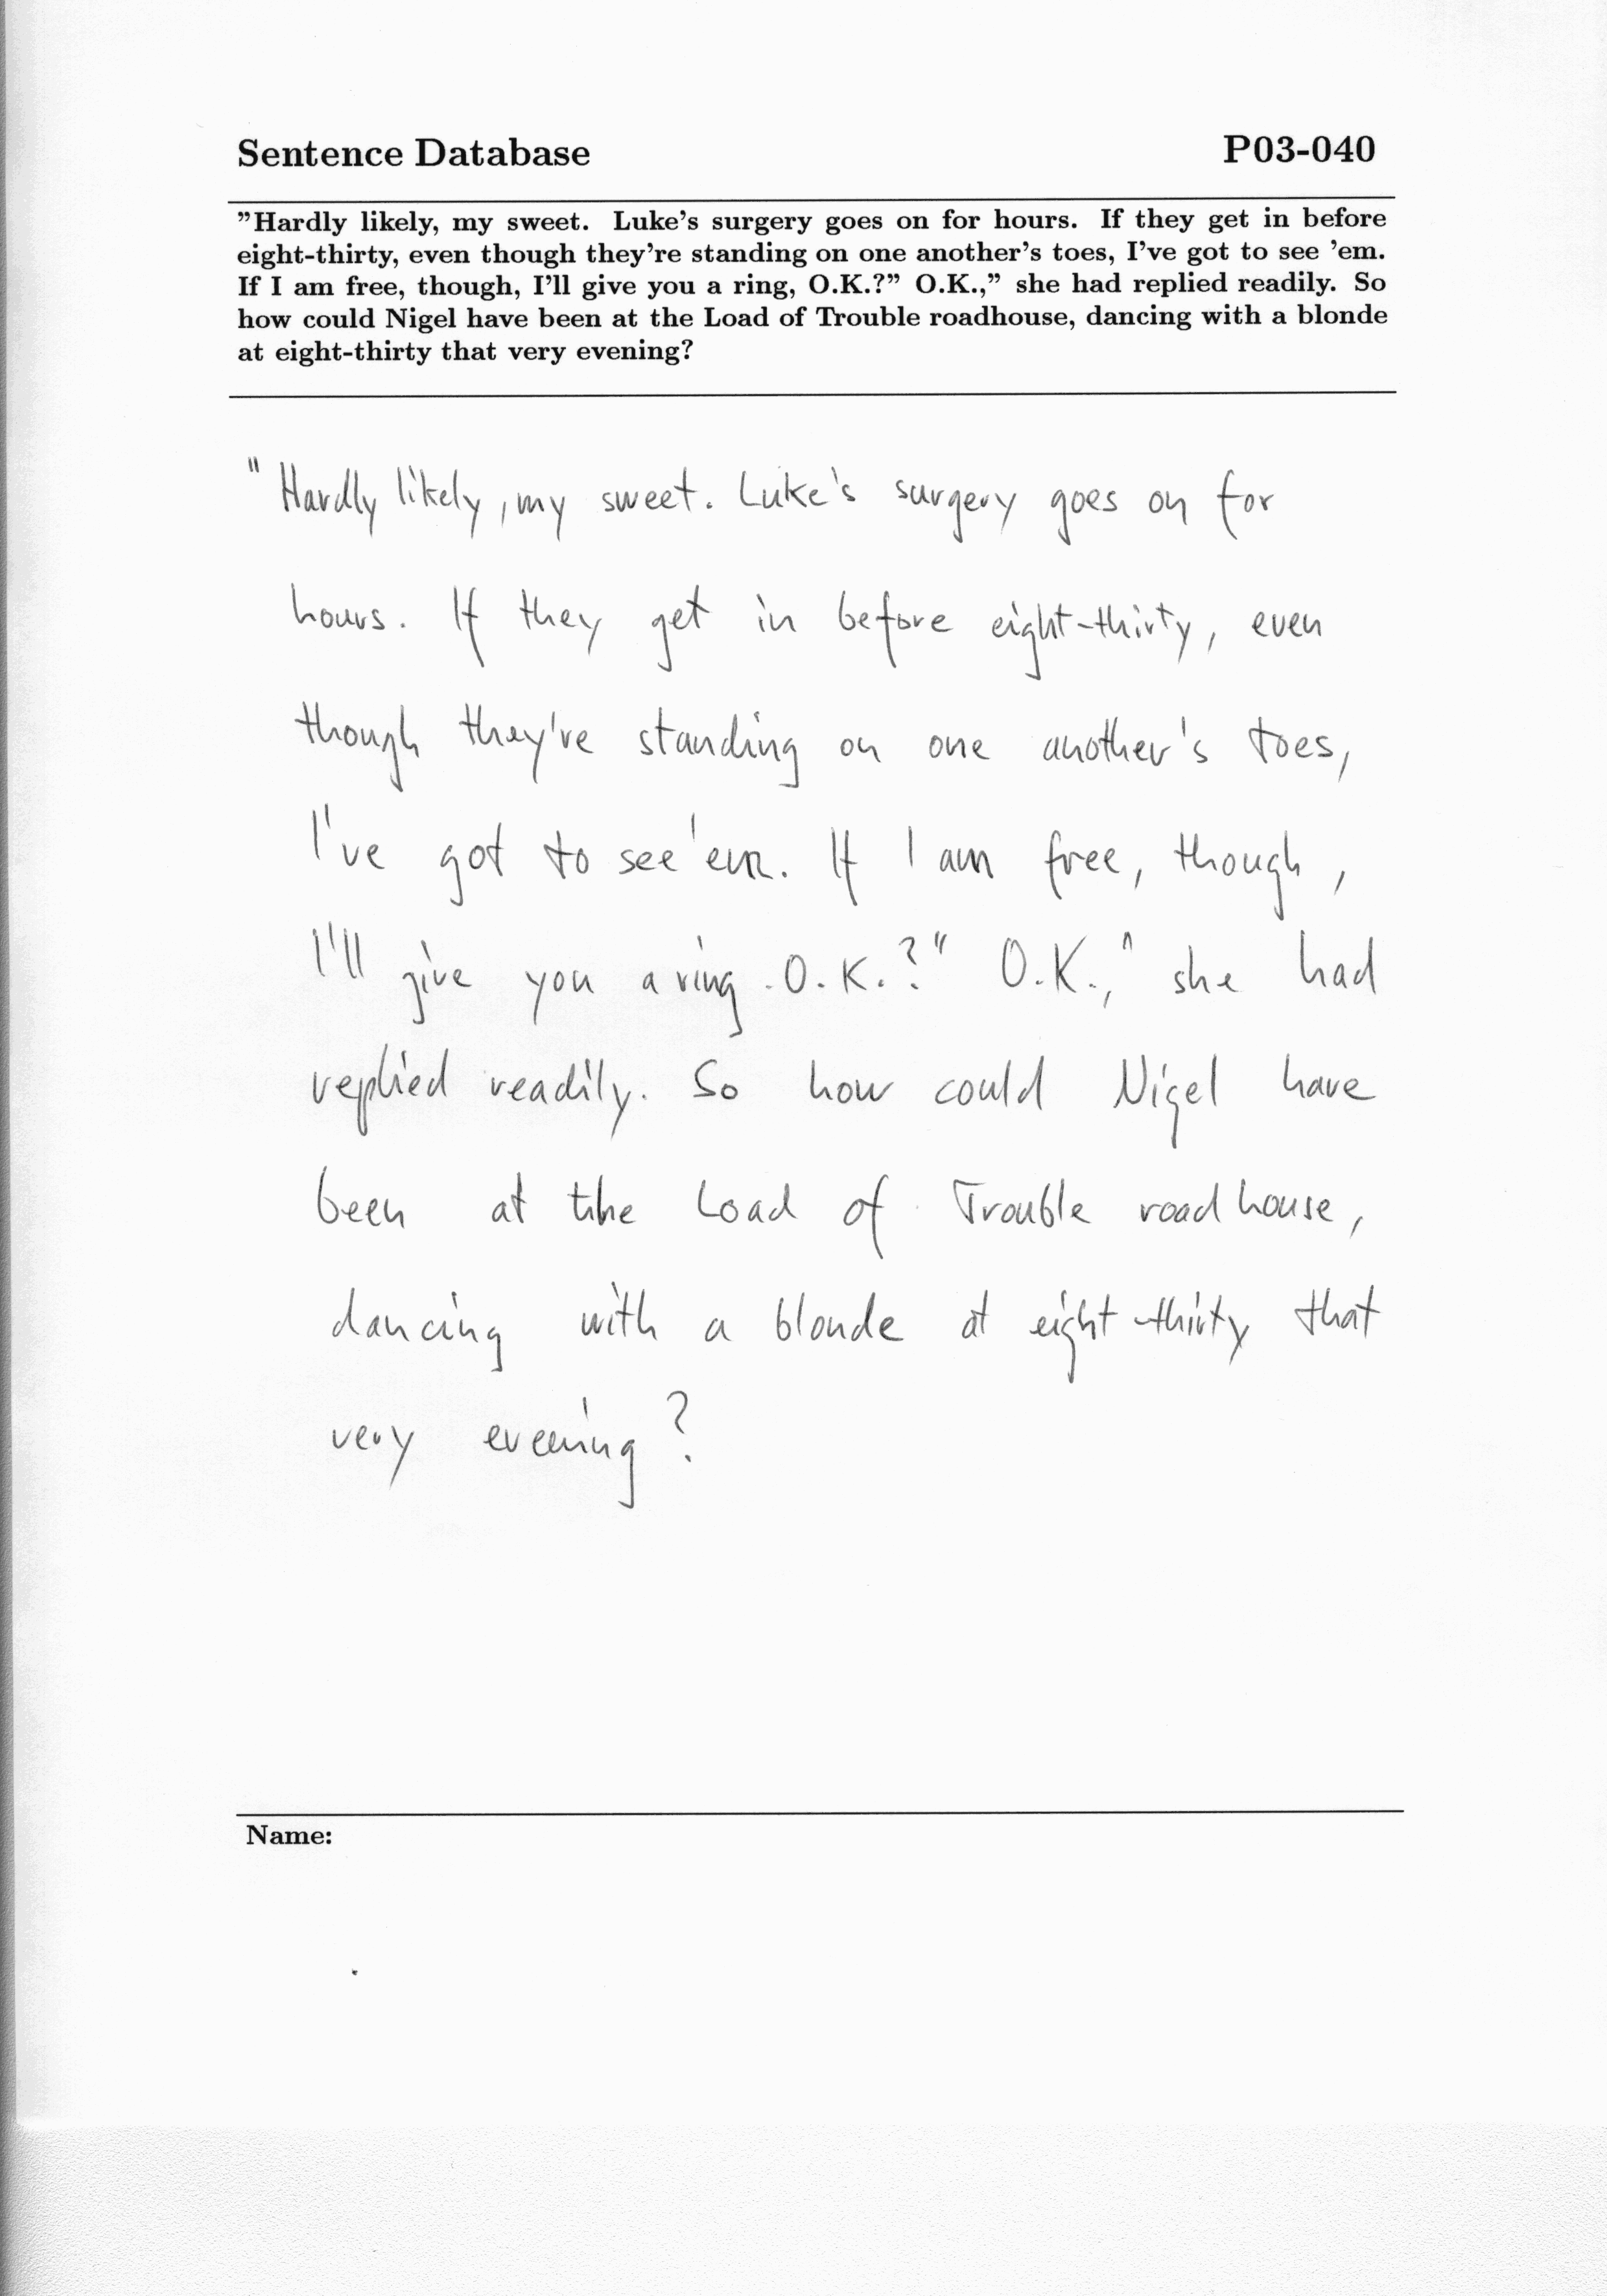 Sentence Database P03-040
"Hardly likely, my sweet. Luke's surgery goes on for hours. If they get in before
eight-thirty, even though they're standing on one another's toes, I've got to see 'em.
If I am free, though, I'll give you a ring, O.K.?" O.K.," she had replied readily. So
how could Nigel have been at the Load of Trouble roadhouse, dancing with a blonde
at eight-thirty that very evening?
"Hardly likely, my sweet. Luke's surgery goes on for
hours. If they get in before eight-thirty, even
though they're standing on one another's toes,
I've got to see 'em. If I am free, though,
I'll give you a ring. O.K.?" O.K.," she had
replied readily. So how could Nigel have
been at the Load of Trouble roadhouse,
dancing with a blonde at eight-thirty that
very evening?
Name: